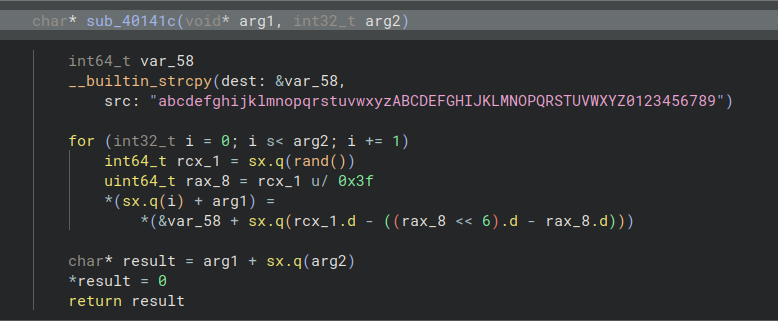 char* sub_40141c(void* arg1, int32_t arg2)
int64_t var_58
__builtin_strcpy(dest: &var_58,
src: "abcdefghijklmnopqrstuvwxyzABCDEFGHIJKLMNOPQRSTUVWXYZ0123456789")
for (int32_t i = 0; i s< arg2; i += 1)
int64_t rcx_1 = sx.q(rand())
uint64_t rax_8 = rcx_1 u/ 0x3f
*(sx.q(i) + arg1) =
*(&var_58 + sx.q(rcx_1.d - ((rax_8 << 6).d - rax_8.d)))
char* result = arg1 + sx.q(arg2)
*result = 0
return result